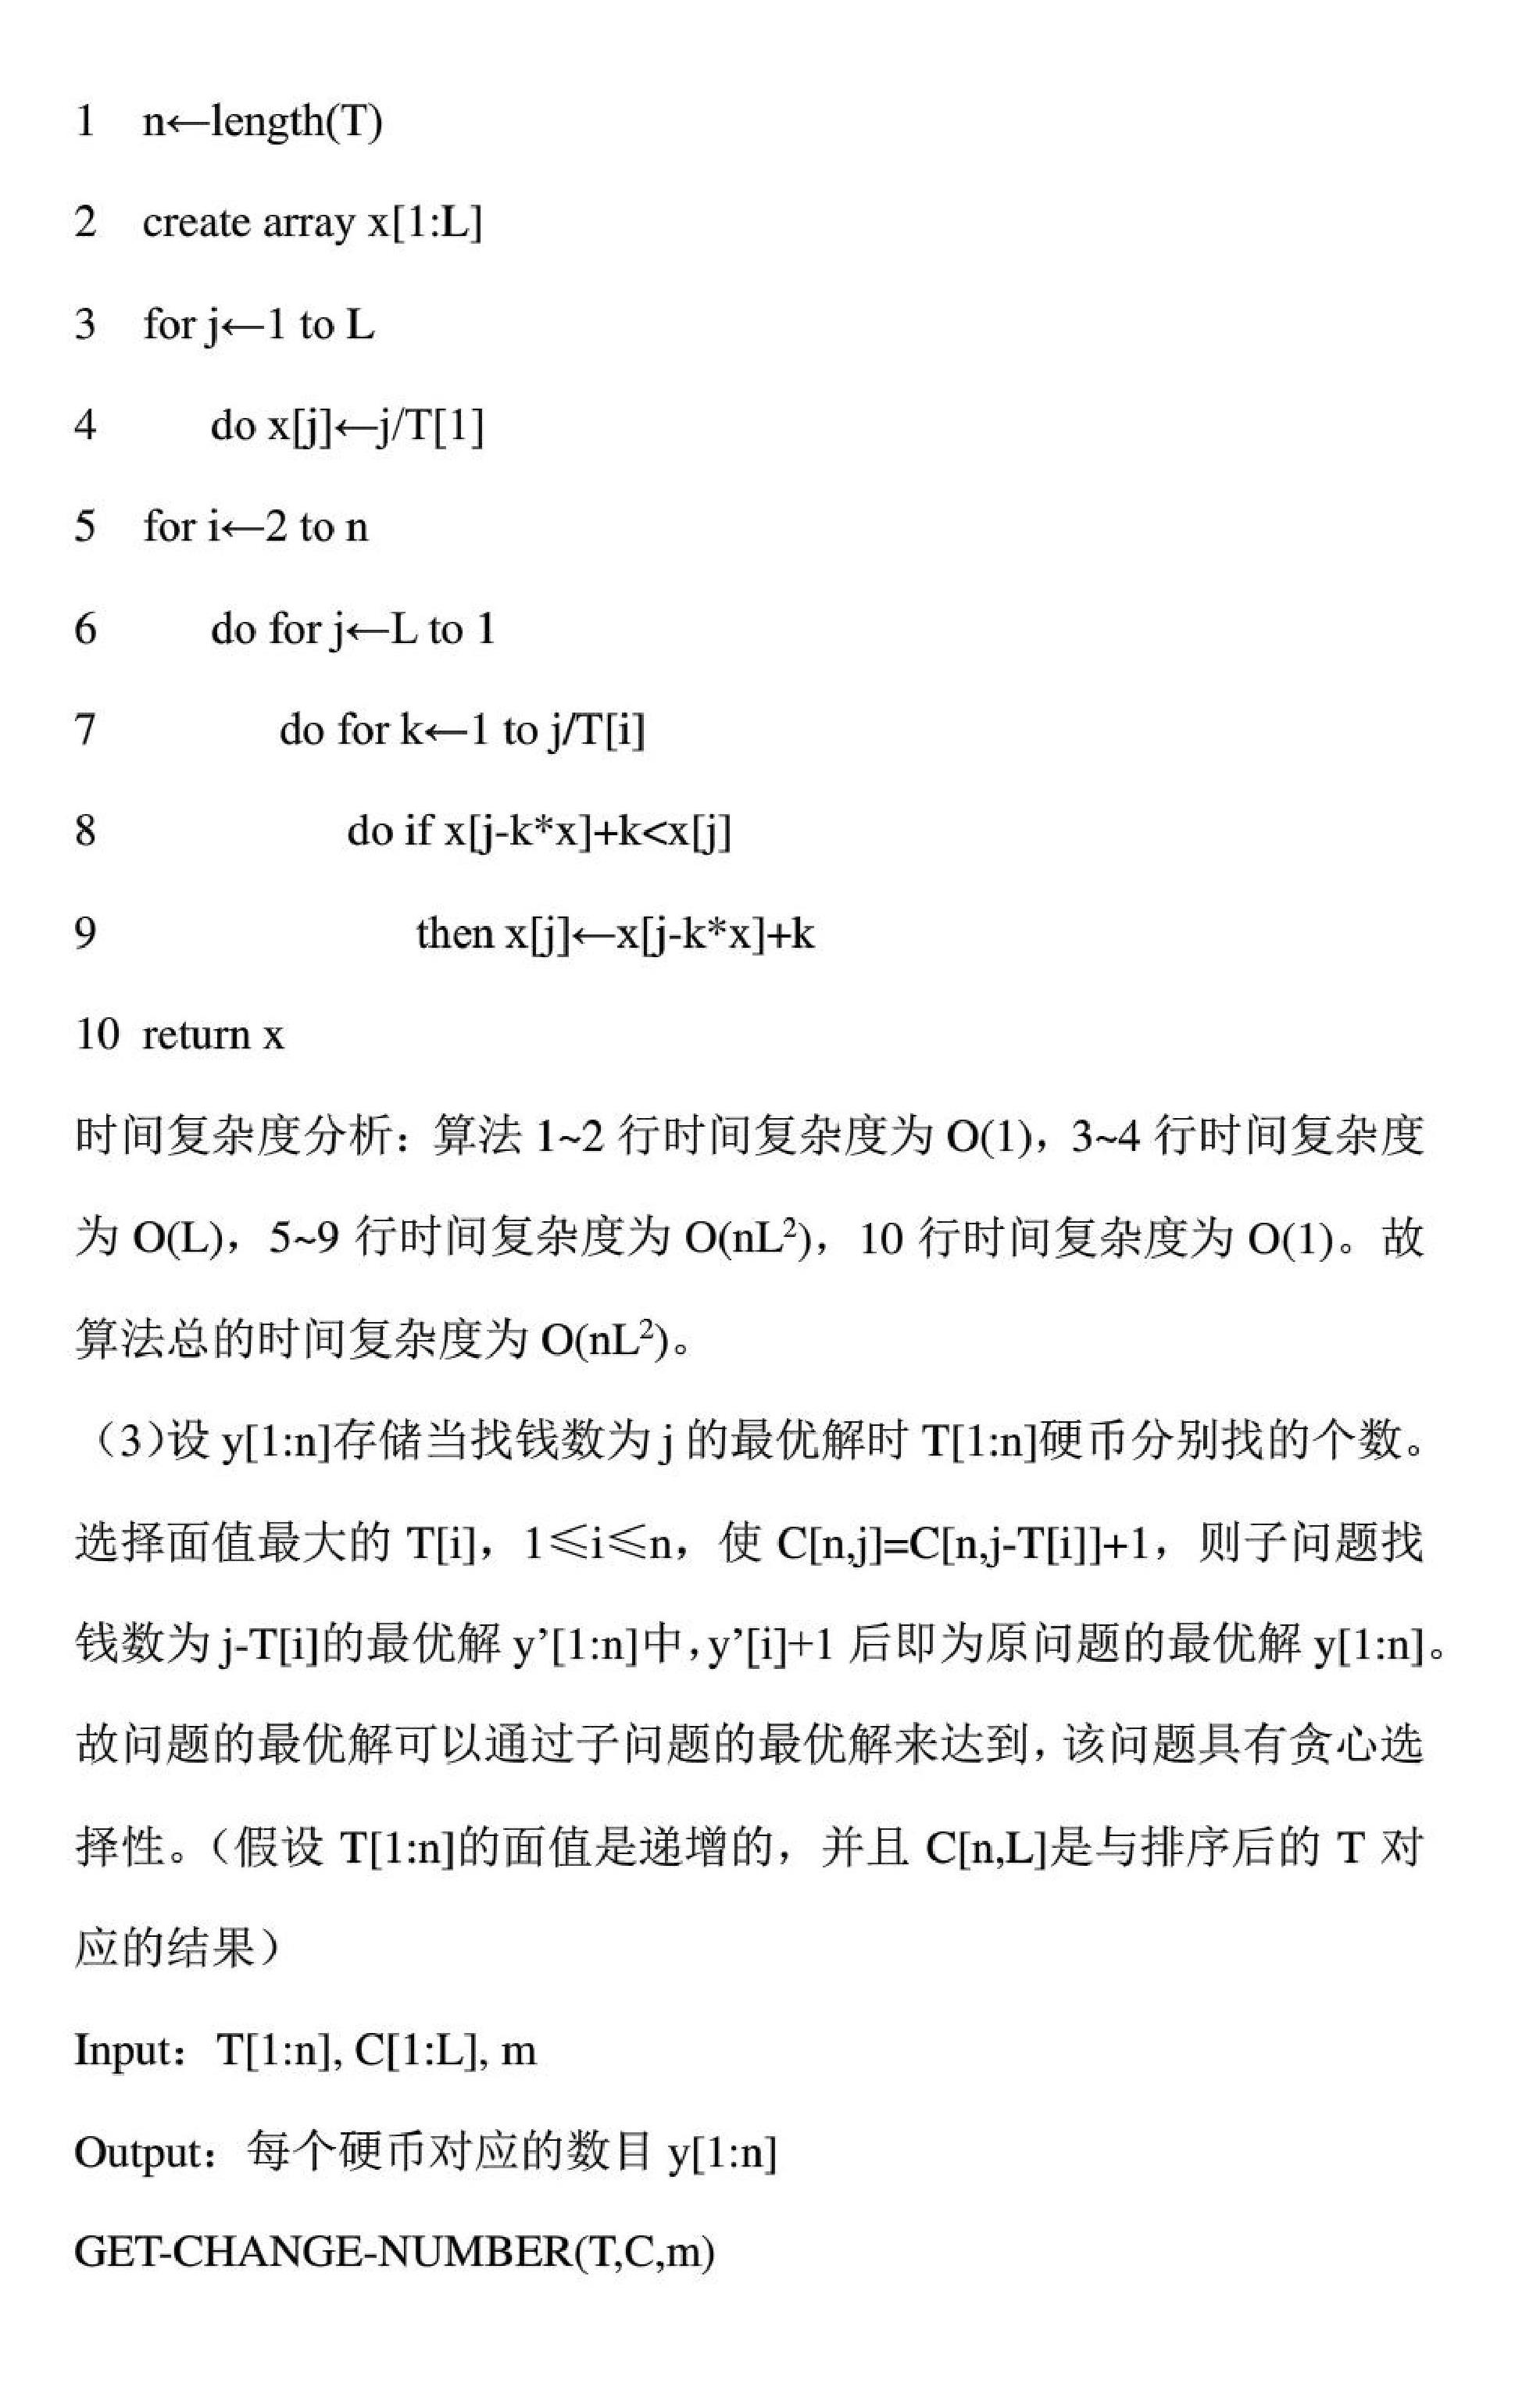 1 n←length(T)
2 create array x[1:L]
3 for j←1 to L
4 do x[j]←j/T[1]
5 for i←2 to n
6 do for j←L to 1
7 do for k←1 to j/T[i]
8 do if x[j-k*x]+k<x[j]
9 then x[j]←x[j-k*x]+k
10 return x
时间复杂度分析：算法 1~2 行时间复杂度为 O(1)，3~4 行时间复杂度
为 O(L)，5~9 行时间复杂度为 O(nL²)，10 行时间复杂度为 O(1)。故
算法总的时间复杂度为 O(nL²)。
（3)设 y[1:n]存储当找钱数为 j 的最优解时 T[1:n]硬币分别找的个数。
选择面值最大的 T[i]，1≤i≤n，使 C[n,j]=C[n,j-T[i]]+1，则子问题找
钱数为 j-T[i]的最优解 y’[1:n]中,y’[i]+1 后即为原问题的最优解 y[1:n]。
故问题的最优解可以通过子问题的最优解来达到，该问题具有贪心选
择性。（假设 T[1:n]的面值是递增的，并且 C[n,L]是与排序后的 T 对
应的结果）
Input：T[1:n], C[1:L], m
Output：每个硬币对应的数目 y[1:n]
GET-CHANGE-NUMBER(T,C,m)